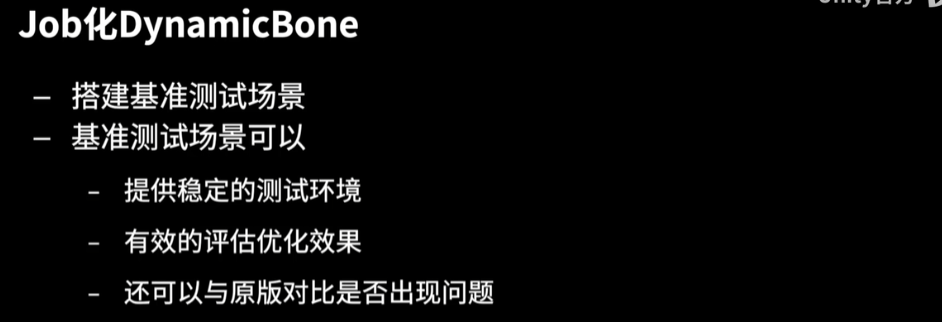 Job化DynamicBone
– 搭建基准测试场景
– 基准测试场景可以
– 提供稳定的测试环境
– 有效的评估优化效果
– 还可以与原版对比是否出现问题